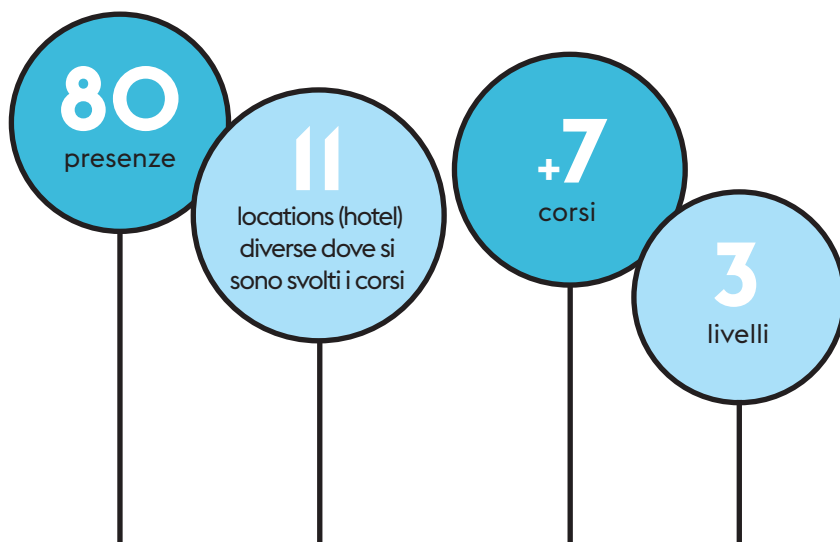 80
presenze
11
locations (hotel)
diverse dove si
sono svolti i corsi
+7
corsi
3
livelli